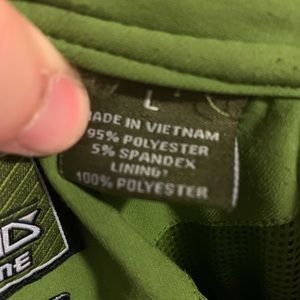 L
MADE IN VIETNAM
95% POLYESTER
5% SPANDEX
LINING:
100% POLYESTER